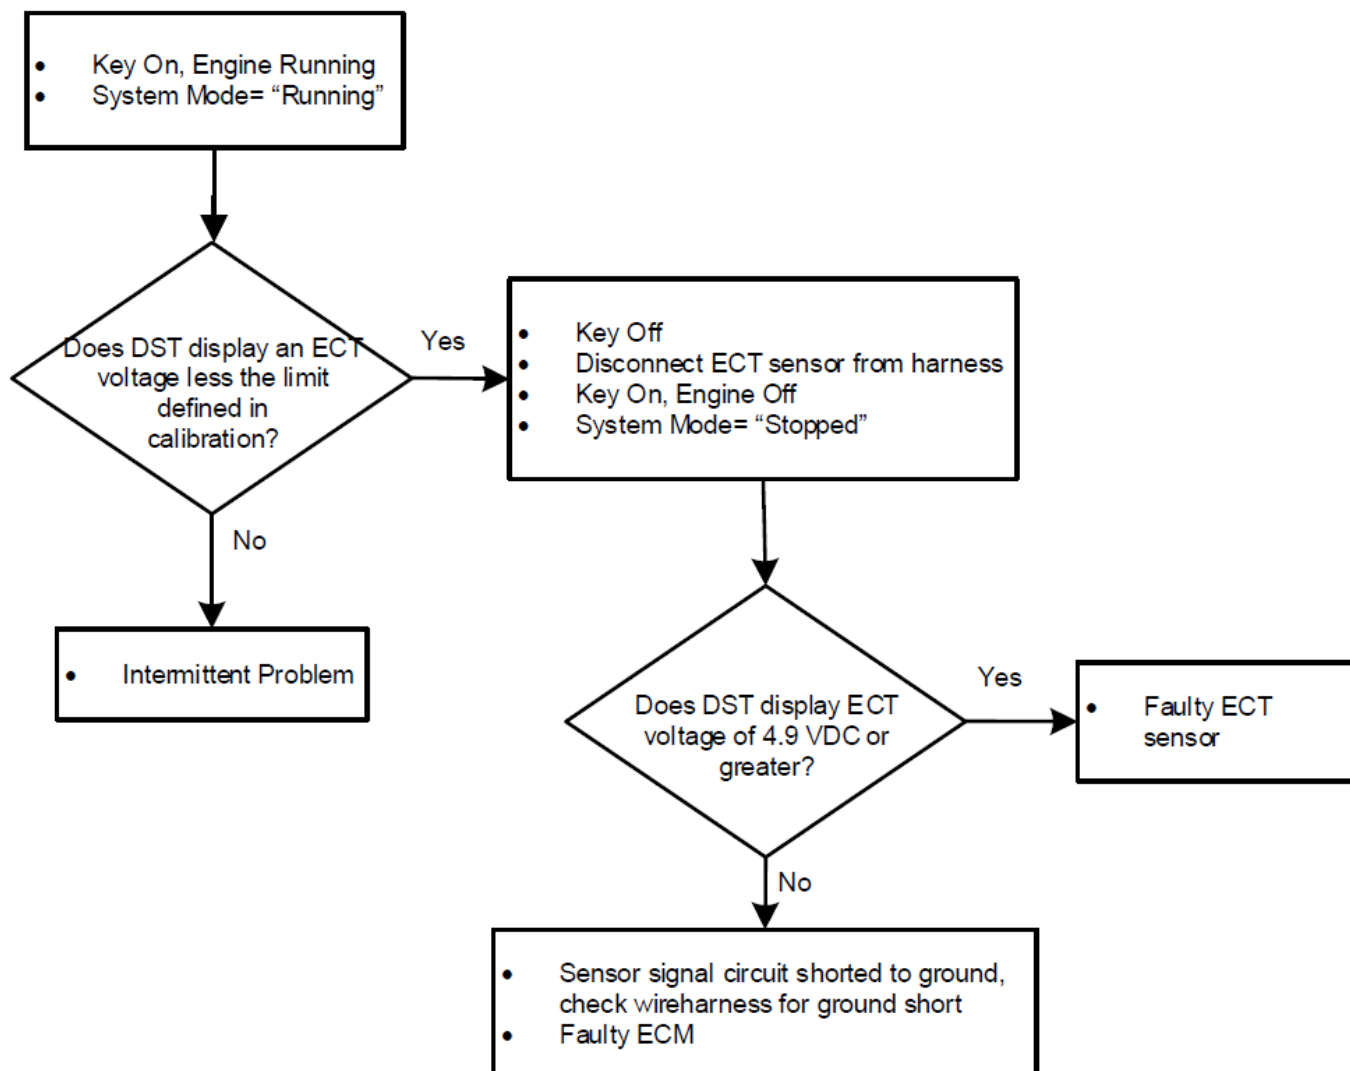 • Key On, Engine Running
• System Mode= “Running”
Does DST display an ECT
voltage less the limit
defined in
calibration?
Yes
• Key Off
• Disconnect ECT sensor from harness
• Key On, Engine Off
• System Mode= “Stopped”
No
• Intermittent Problem
Does DST display ECT
voltage of 4.9 VDC or
greater?
Yes
• Faulty ECT
sensor
No
• Sensor signal circuit shorted to ground,
check wireharness for ground short
• Faulty ECM